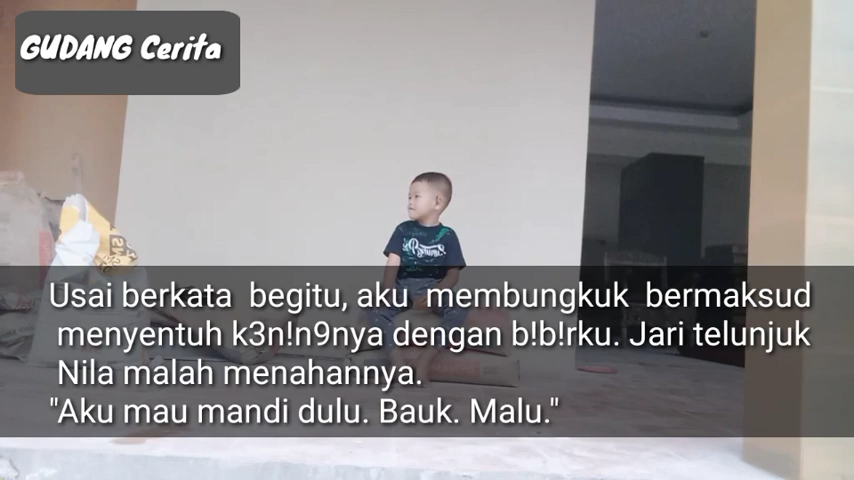 GUDANG Cerita
Usai berkata begitu, aku membungkuk bermaksud
menyentuh k3n!n9nya dengan b!b!rku. Jari telunjuk
Nila malah menahannya.
"Aku mau mandi dulu. Bauk. Malu."